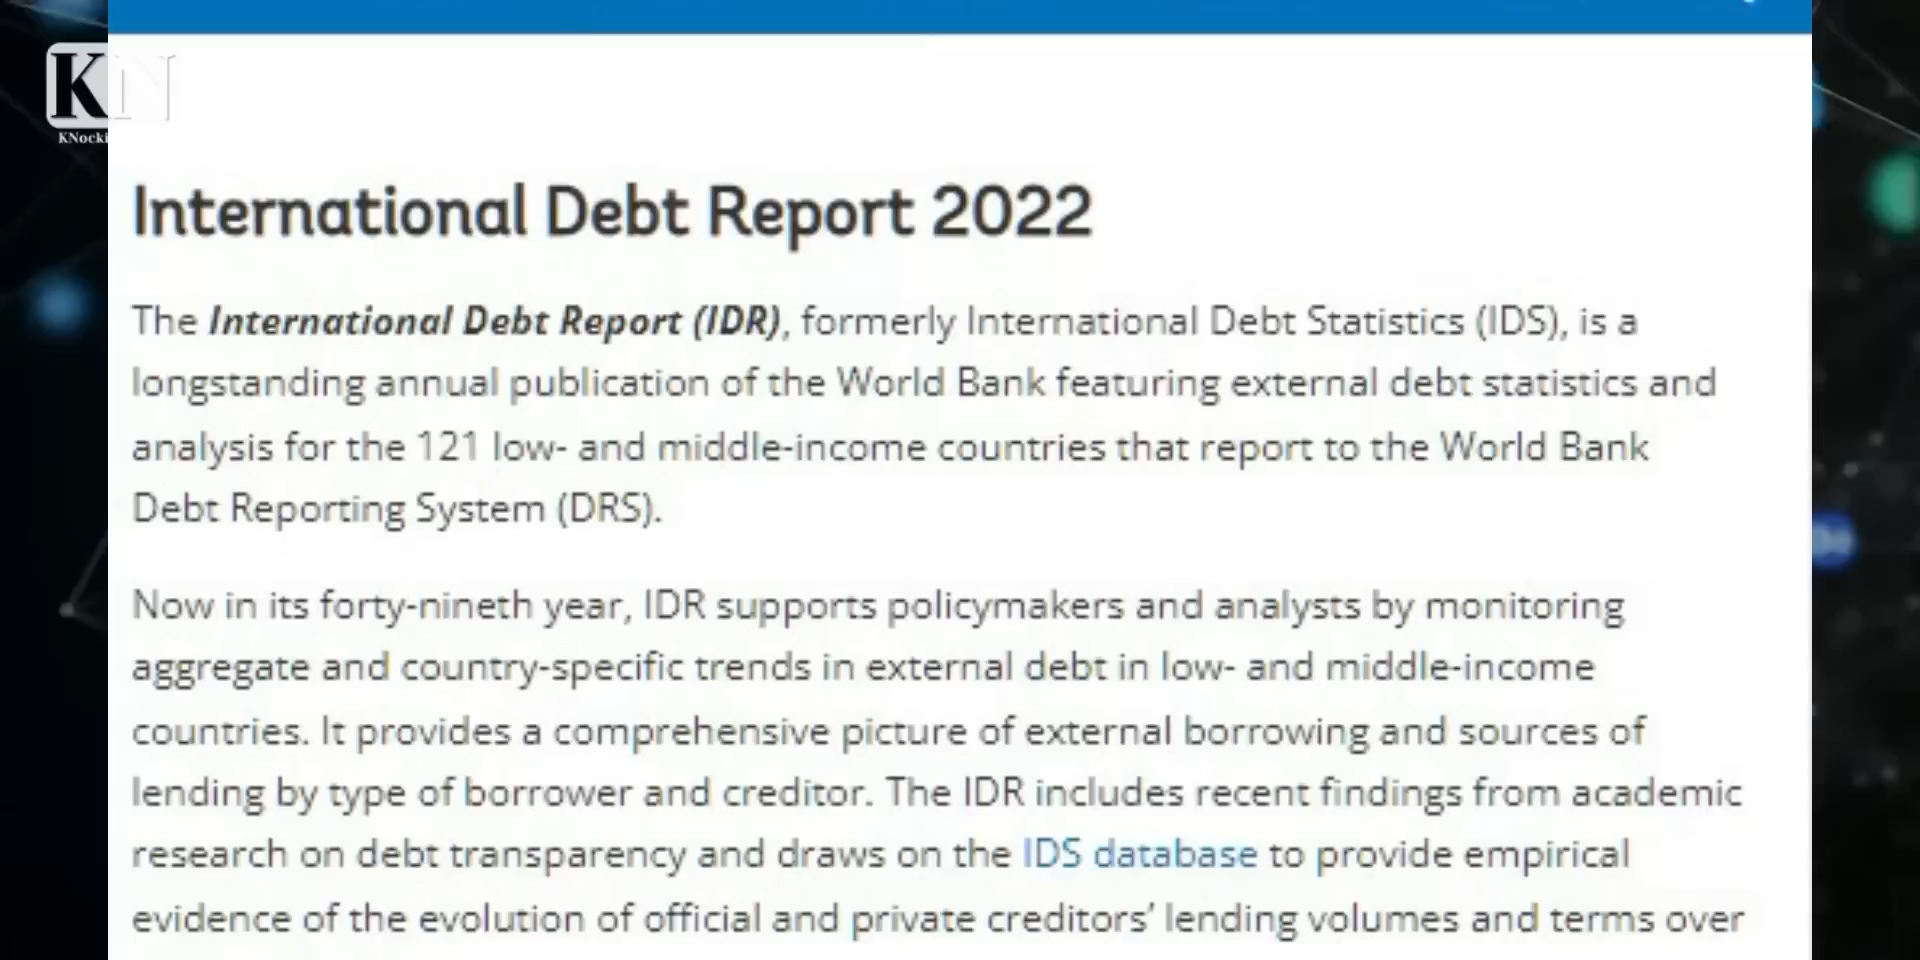 KN
KNocki
International Debt Report 2022
The International Debt Report (IDR), formerly International Debt Statistics (IDS), is a
longstanding annual publication of the World Bank featuring external debt statistics and
analysis for the 121 low- and middle-income countries that report to the World Bank
Debt Reporting System (DRS).
Now in its forty-nineth year, IDR supports policymakers and analysts by monitoring
aggregate and country-specific trends in external debt in low- and middle-income
countries. It provides a comprehensive picture of external borrowing and sources of
lending by type of borrower and creditor. The IDR includes recent findings from academic
research on debt transparency and draws on the IDS database to provide empirical
evidence of the evolution of official and private creditors’ lending volumes and terms over